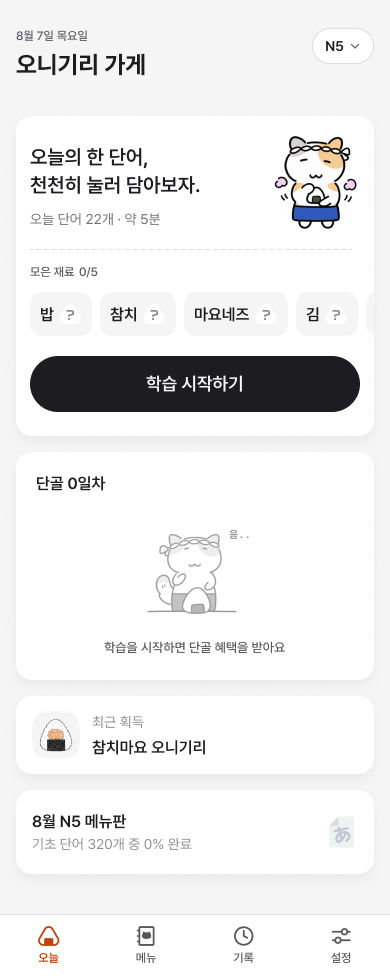 8월 7일 목요일
오니기리 가게
N5
오늘의 한 단어,
천천히 눌러 담아보자.
오늘 단어 22개 · 약 5분
모은 재료 0/5
밥 ? 참치 ? 마요네즈 ? 김 ?
학습 시작하기
단골 0일차
음..
학습을 시작하면 단골 혜택을 받아요
최근 획득
참치마요 오니기리
8월 N5 메뉴판
기초 단어 320개 중 0% 완료
あ
오늘 메뉴 기록 설정